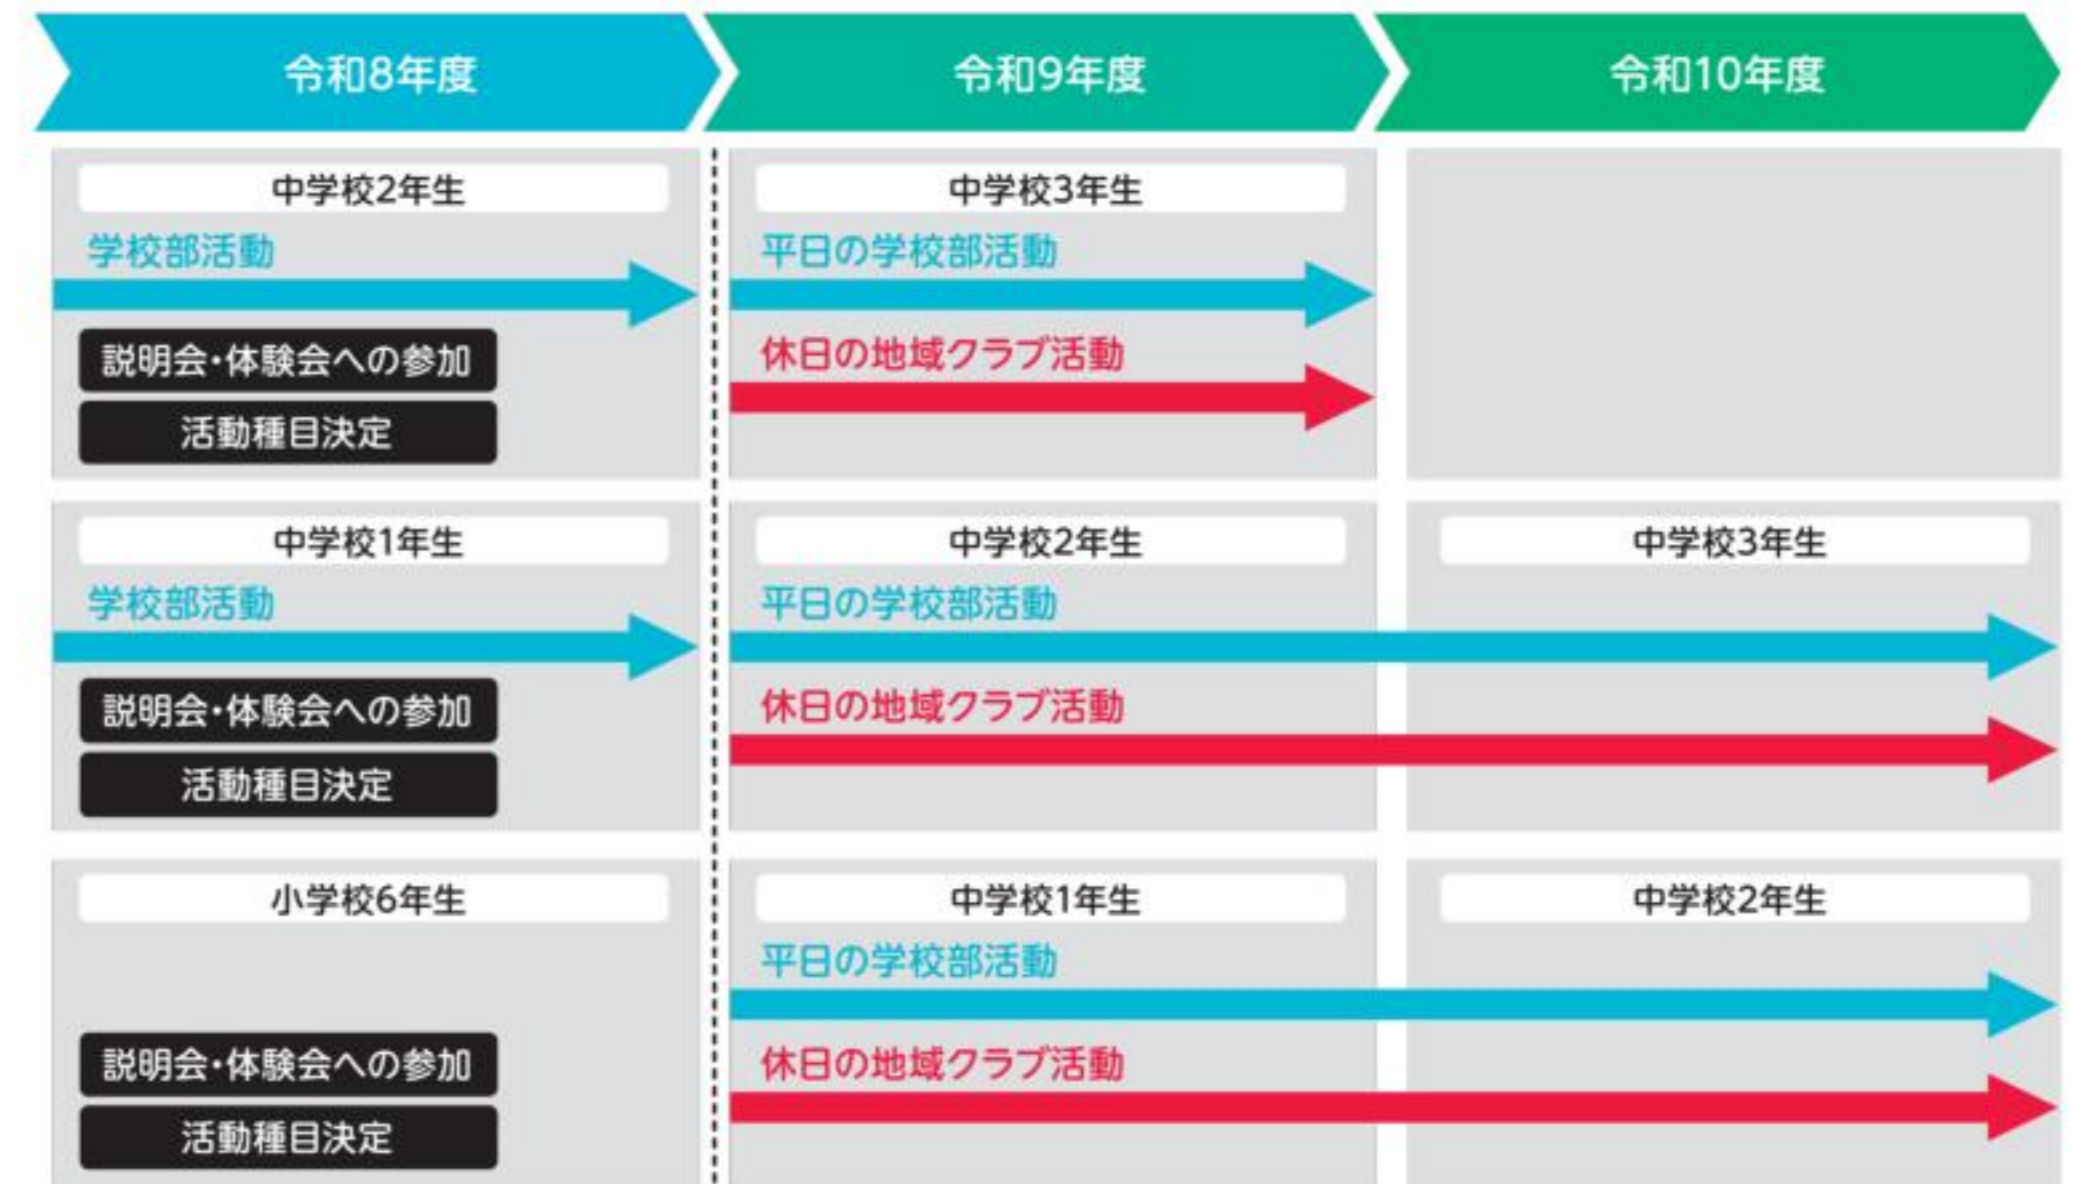 令和8年度
令和9年度
令和10年度
中学校2年生
学校部活動
説明会・体験会への参加
活動種目決定
中学校3年生
平日の学校部活動
休日の地域クラブ活動
中学校1年生
学校部活動
説明会・体験会への参加
活動種目決定
中学校2年生
平日の学校部活動
休日の地域クラブ活動
中学校3年生
小学校6年生
説明会・体験会への参加
活動種目決定
中学校1年生
平日の学校部活動
休日の地域クラブ活動
中学校2年生